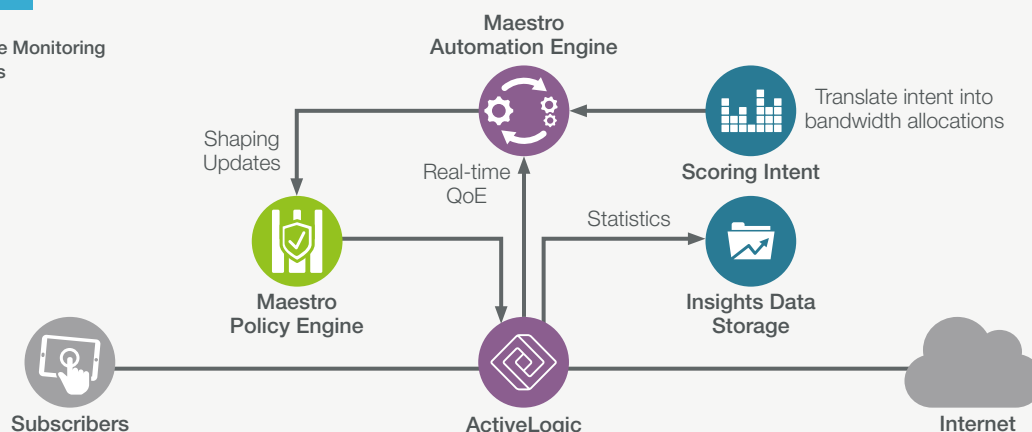 Maestro
Automation Engine
e Monitoring
s
Translate intent into
bandwidth allocations
Shaping
Updates
Real-time
QoE
Scoring Intent
Statistics
Maestro
Policy Engine
Insights Data
Storage
Subscribers
ActiveLogic
Internet